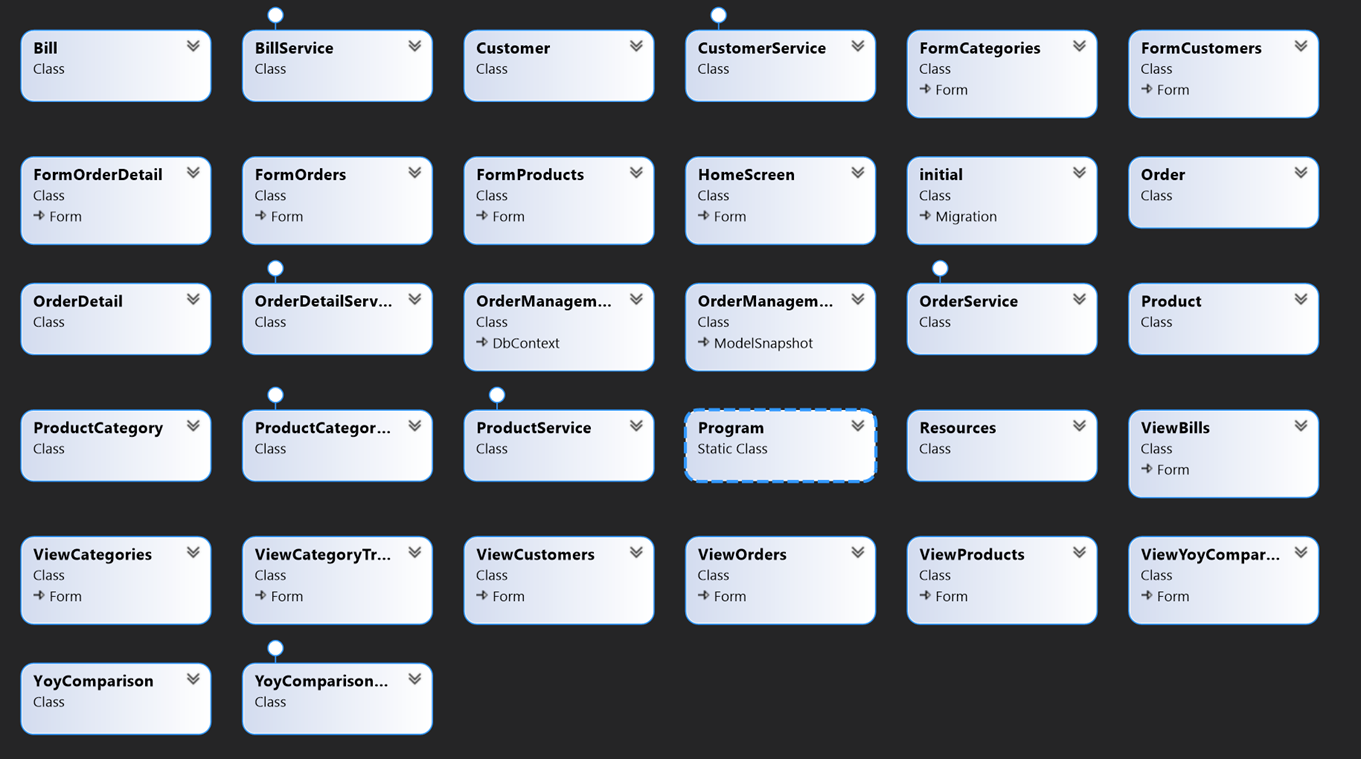 Bill
Class
BillService
Class
Customer
Class
CustomerService
Class
FormCategories
Class
Form
FormCustomers
Class
Form
FormOrderDetail
Class
Form
FormOrders
Class
Form
FormProducts
Class
Form
HomeScreen
Class
Form
initial
Class
Migration
Order
Class
OrderDetail
Class
OrderDetailServ...
Class
OrderManagem...
Class
DbContext
OrderManagem...
Class
ModelSnapshot
OrderService
Class
Product
Class
ProductCategory
Class
ProductCategor...
Class
ProductService
Class
Program
Static Class
Resources
Class
ViewBills
Class
Form
ViewCategories
Class
Form
ViewCategoryTr...
Class
Form
ViewCustomers
Class
Form
ViewOrders
Class
Form
ViewProducts
Class
Form
ViewYoyCompar...
Class
Form
YoyComparison
Class
YoyComparison...
Class